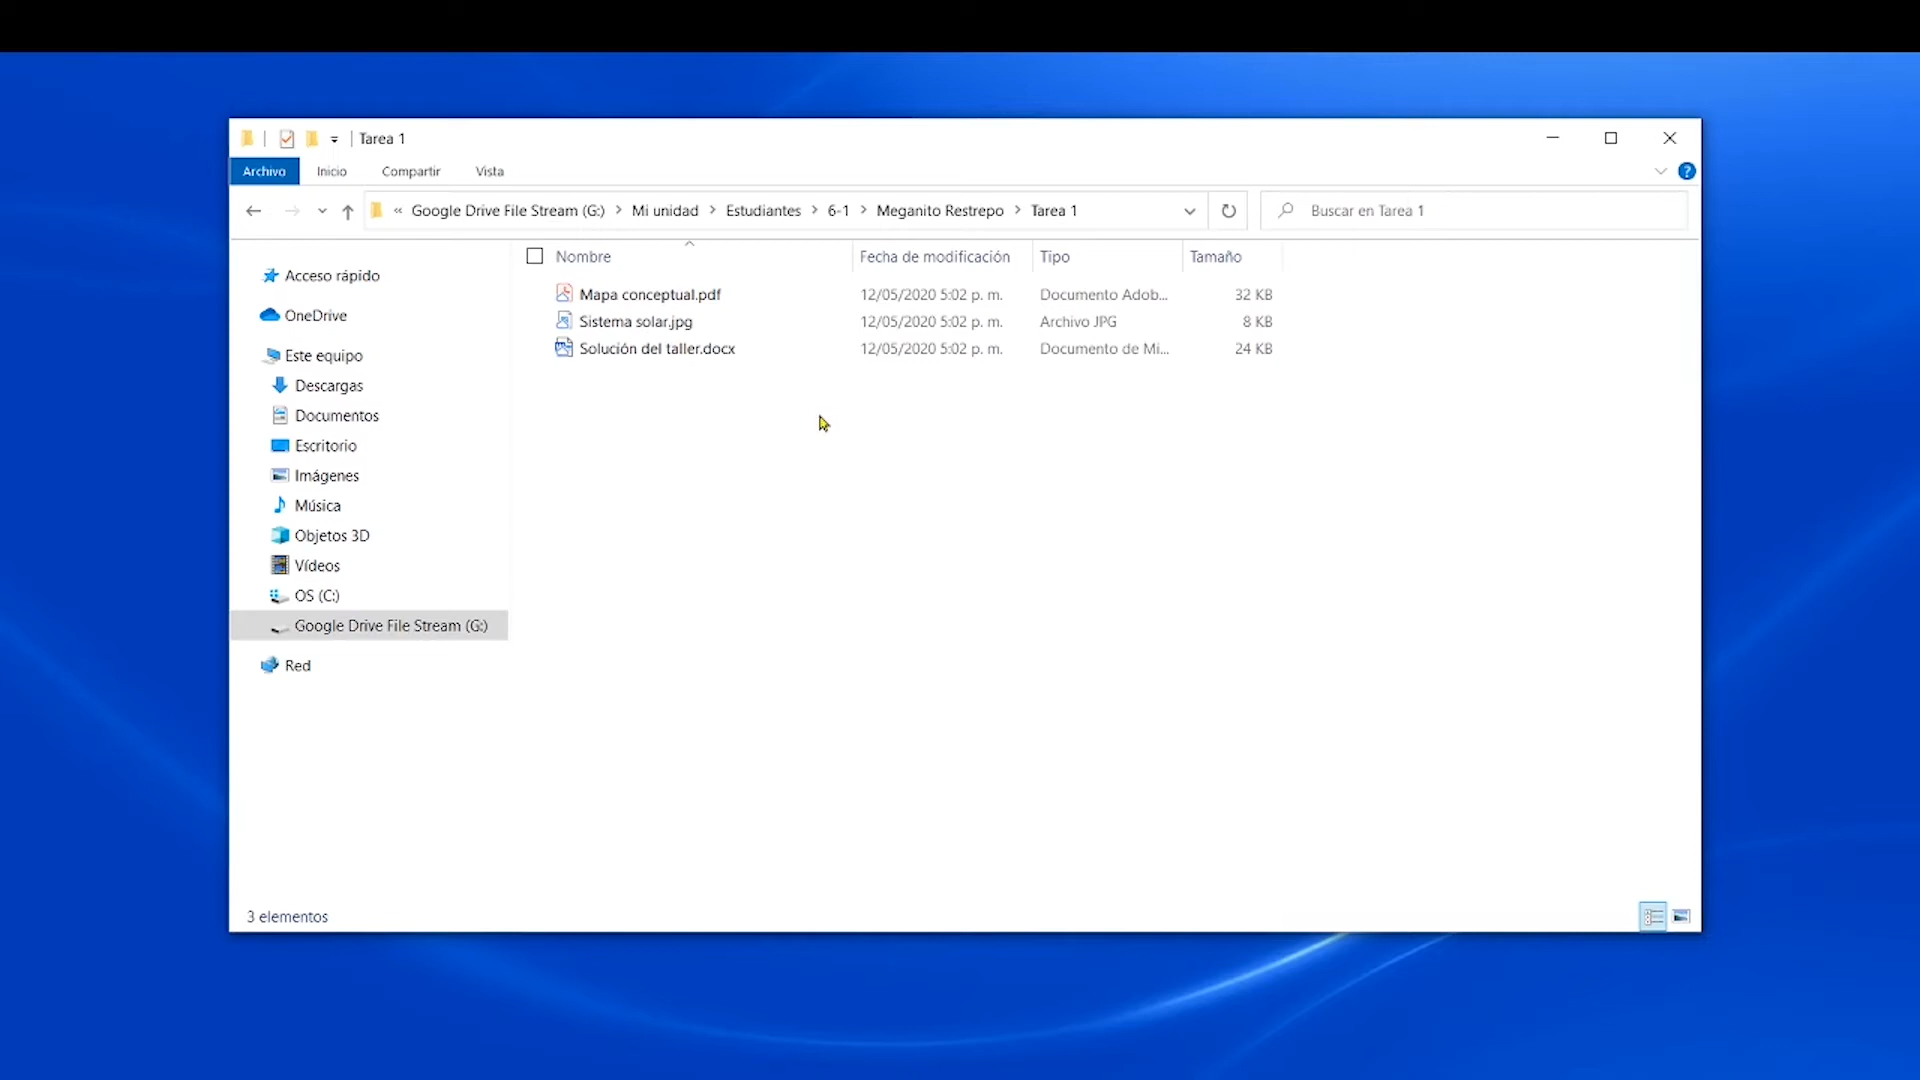 Tarea 1
Archivo Inicio Compartir Vista
« Google Drive File Stream (G:) > Mi unidad > Estudiantes > 6-1 > Meganito Restrepo > Tarea 1
Buscar en Tarea 1
Nombre Fecha de modificación Tipo Tamaño
Mapa conceptual.pdf 12/05/2020 5:02 p. m. Documento Adob... 32 KB
Sistema solar.jpg 12/05/2020 5:02 p. m. Archivo JPG 8 KB
Solución del taller.docx 12/05/2020 5:02 p. m. Documento de Mi... 24 KB
Acceso rápido
OneDrive
Este equipo
Descargas
Documentos
Escritorio
Imágenes
Música
Objetos 3D
Vídeos
OS (C:)
Google Drive File Stream (G:)
Red
3 elementos